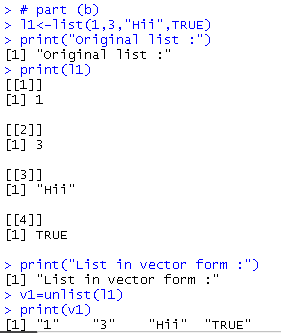 > # part (b)
> l1<-list(1,3,"Hii",TRUE)
> print("Original list :")
[1] "Original list :"
> print(l1)
[[1]]
[1] 1
[[2]]
[1] 3
[[3]]
[1] "Hii"
[[4]]
[1] TRUE
> print("List in vector form :")
[1] "List in vector form :"
> v1=unlist(l1)
> print(v1)
[1] "1"    "3"    "Hii"  "TRUE"